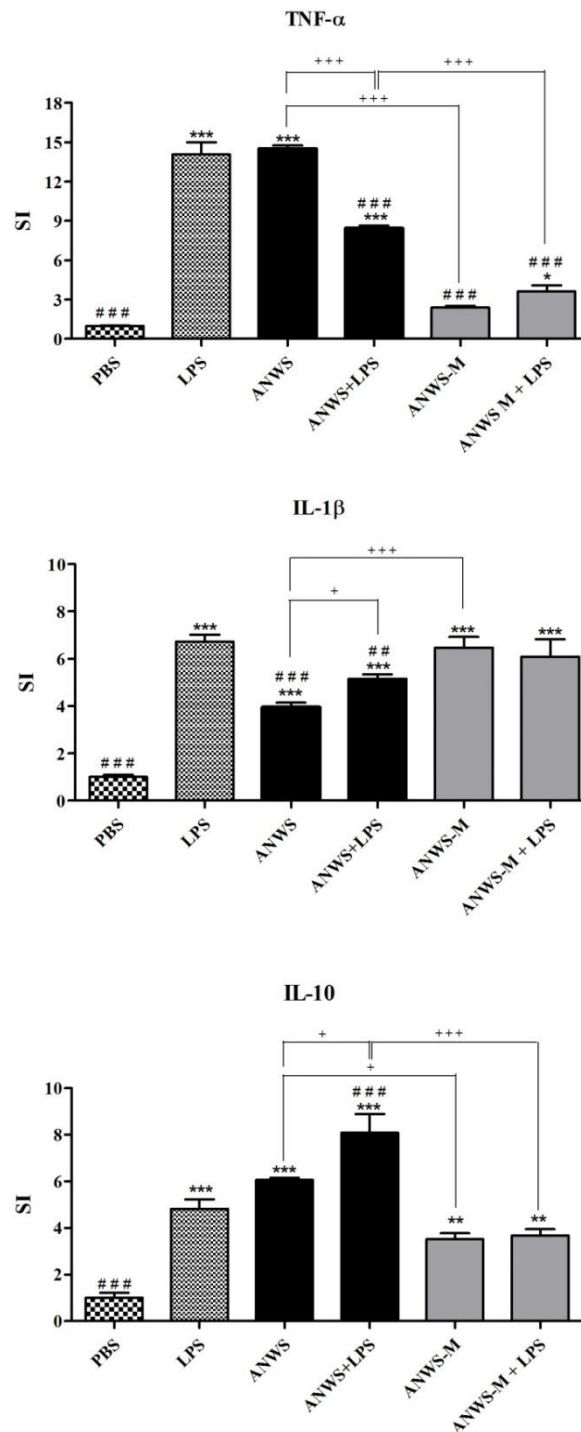 TNF-α
+++ +++
+++
18
15
12
9
6
3
0
SI
###
***
***
###
***
###
###
*
PBS
LPS
ANWS
ANWS+LPS
ANWS-M
ANWS M + LPS
IL-1β
+++
+
10
8
6
4
2
0
SI
###
***
###
***
##
***
***
***
PBS
LPS
ANWS
ANWS+LPS
ANWS-M
ANWS-M + LPS
IL-10
+ +++
+
10
8
6
4
2
0
SI
###
***
***
###
***
**
**
PBS
LPS
ANWS
ANWS+LPS
ANWS-M
ANWS-M + LPS